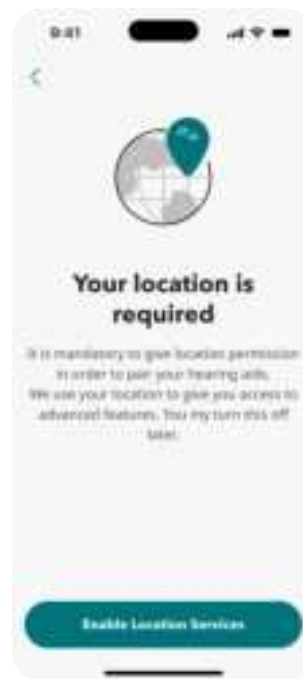 9:41
Your location is
required
It is mandatory to give location permission
in order to pair your hearing aids.
We use your location to give you access to
advanced features. You my turn this off
later.
Enable Location Services